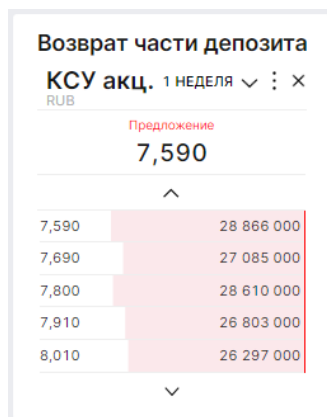 Возврат части депозита
КСУ акц. 1 НЕДЕЛЯ
RUB
Предложение
7,590
7,590 28 866 000
7,690 27 085 000
7,800 28 610 000
7,910 26 803 000
8,010 26 297 000